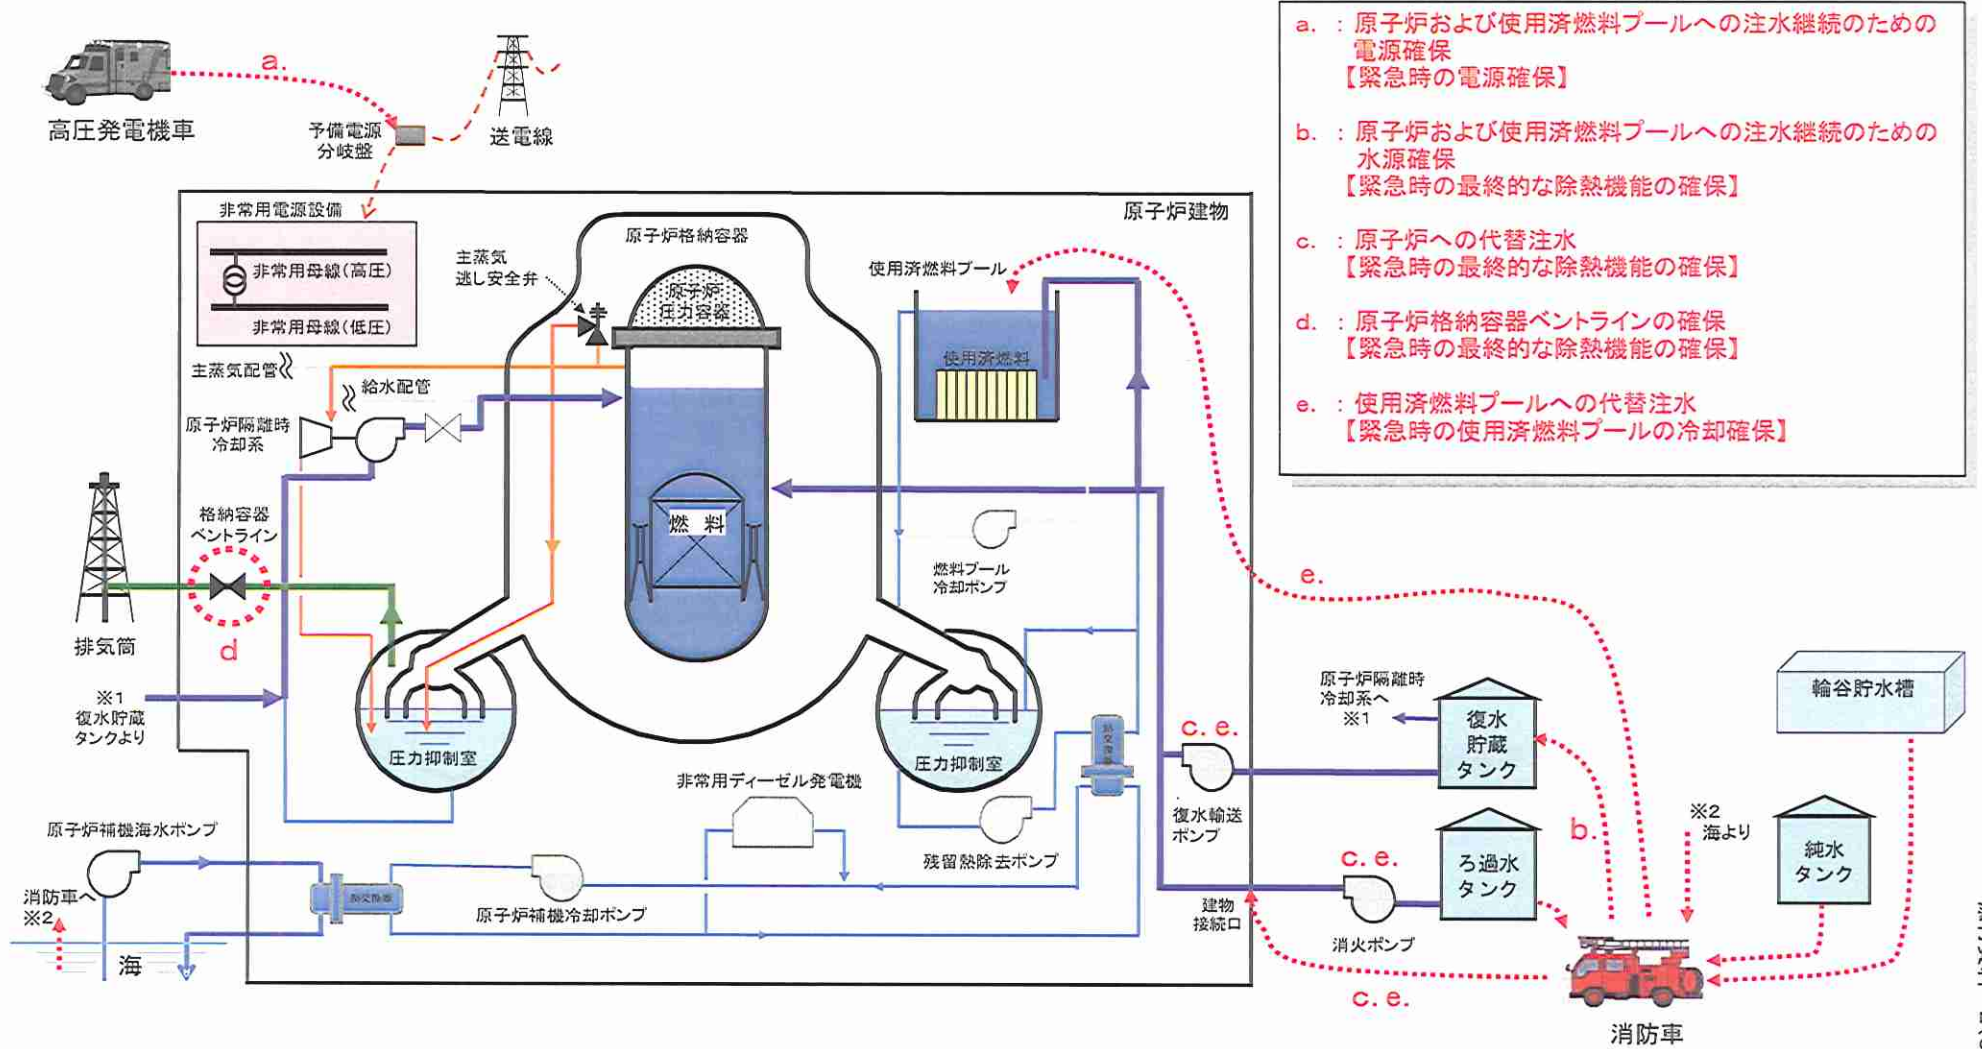 a. ：原子炉および使用済燃料プールへの注水継続のための
電源確保
【緊急時の電源確保】
b. ：原子炉および使用済燃料プールへの注水継続のための
水源確保
【緊急時の最終的な除熱機能の確保】
c. ：原子炉への代替注水
【緊急時の最終的な除熱機能の確保】
d. ：原子炉格納容器ベントラインの確保
【緊急時の最終的な除熱機能の確保】
e. ：使用済燃料プールへの代替注水
【緊急時の使用済燃料プールの冷却確保】
a.
高圧発電機車
予備電源
分岐盤
送電線
原子炉建物
非常用電源設備
非常用母線(高圧)
非常用母線(低圧)
原子炉格納容器
主蒸気
逃し安全弁
原子炉
圧力容器
使用済燃料プール
使用済燃料
主蒸気配管
給水配管
原子炉隔離時
冷却系
格納容器
ベントライン
燃 料
燃料プール
冷却ポンプ
e.
排気筒
d
※1
復水貯蔵
タンクより
圧力抑制室
圧力抑制室
熱交換器
c. e.
原子炉隔離時
冷却系へ
※1
復水
貯蔵
タンク
輪谷貯水槽
非常用ディーゼル発電機
復水輸送
ポンプ
b.
※2
海より
原子炉補機海水ポンプ
残留熱除去ポンプ
c. e.
ろ過水
タンク
純水
タンク
消防車へ
※2
熱交換器
原子炉補機冷却ポンプ
建物
接続口
消火ポンプ
海
c. e.
消防車